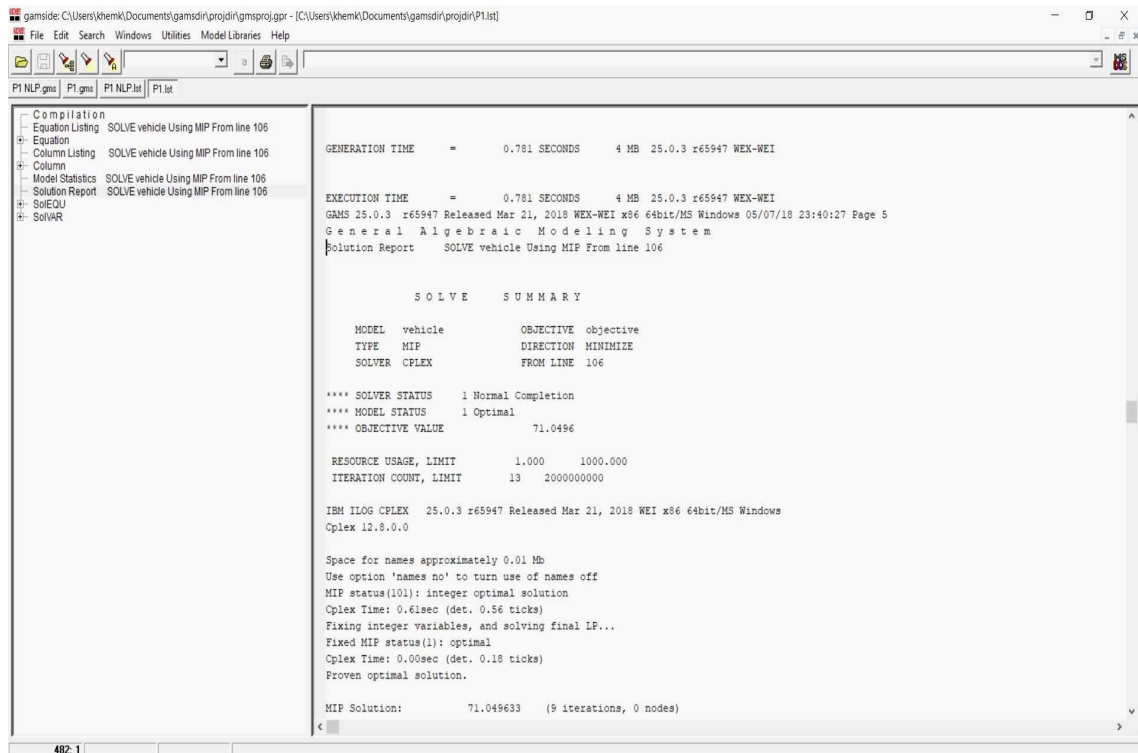 gamside: C:\Users\khemk\Documents\gamsdir\projdir\gmsproj.gpr - [C:\Users\khemk\Documents\gamsdir\projdir\P1.lst]
File Edit Search Windows Utilities Model Libraries Help
P1 NLP.gms P1.gms P1 NLP.lst P1.lst
Compilation
Equation Listing SOLVE vehicle Using MIP From line 106
Equation
Column Listing SOLVE vehicle Using MIP From line 106
Column
Model Statistics SOLVE vehicle Using MIP From line 106
Solution Report SOLVE vehicle Using MIP From line 106
SolEQU
SolVAR
GENERATION TIME = 0.781 SECONDS 4 MB 25.0.3 r65947 WEX-WEI
EXECUTION TIME = 0.781 SECONDS 4 MB 25.0.3 r65947 WEX-WEI
GAMS 25.0.3 r65947 Released Mar 21, 2018 WEX-WEI x86 64bit/MS Windows 05/07/18 23:40:27 Page 5
G e n e r a l A l g e b r a i c M o d e l i n g S y s t e m
Solution Report SOLVE vehicle Using MIP From line 106
S O L V E S U M M A R Y
MODEL vehicle OBJECTIVE objective
TYPE MIP DIRECTION MINIMIZE
SOLVER CPLEX FROM LINE 106
**** SOLVER STATUS 1 Normal Completion
**** MODEL STATUS 1 Optimal
**** OBJECTIVE VALUE 71.0496
RESOURCE USAGE, LIMIT 1.000 1000.000
ITERATION COUNT, LIMIT 13 2000000000
IBM ILOG CPLEX 25.0.3 r65947 Released Mar 21, 2018 WEI x86 64bit/MS Windows
Cplex 12.8.0.0
Space for names approximately 0.01 Mb
Use option 'names no' to turn use of names off
MIP status(101): integer optimal solution
Cplex Time: 0.61sec (det. 0.56 ticks)
Fixing integer variables, and solving final LP...
Fixed MIP status(1): optimal
Cplex Time: 0.00sec (det. 0.18 ticks)
Proven optimal solution.
MIP Solution: 71.049633 (9 iterations, 0 nodes)
482: 1